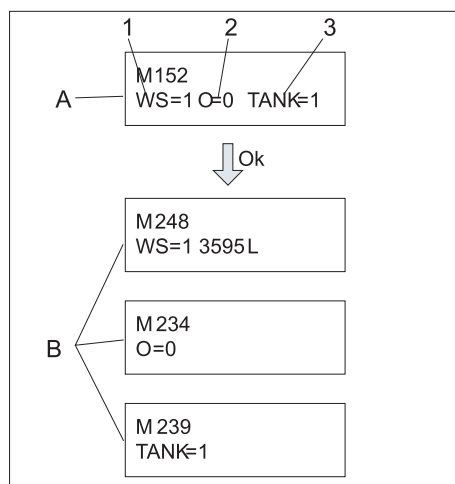 1 2 3
M152
A WS=1 O=0 TANK=1
Ok
M248
WS=1 3595L
M234
B O=0
M239
TANK=1